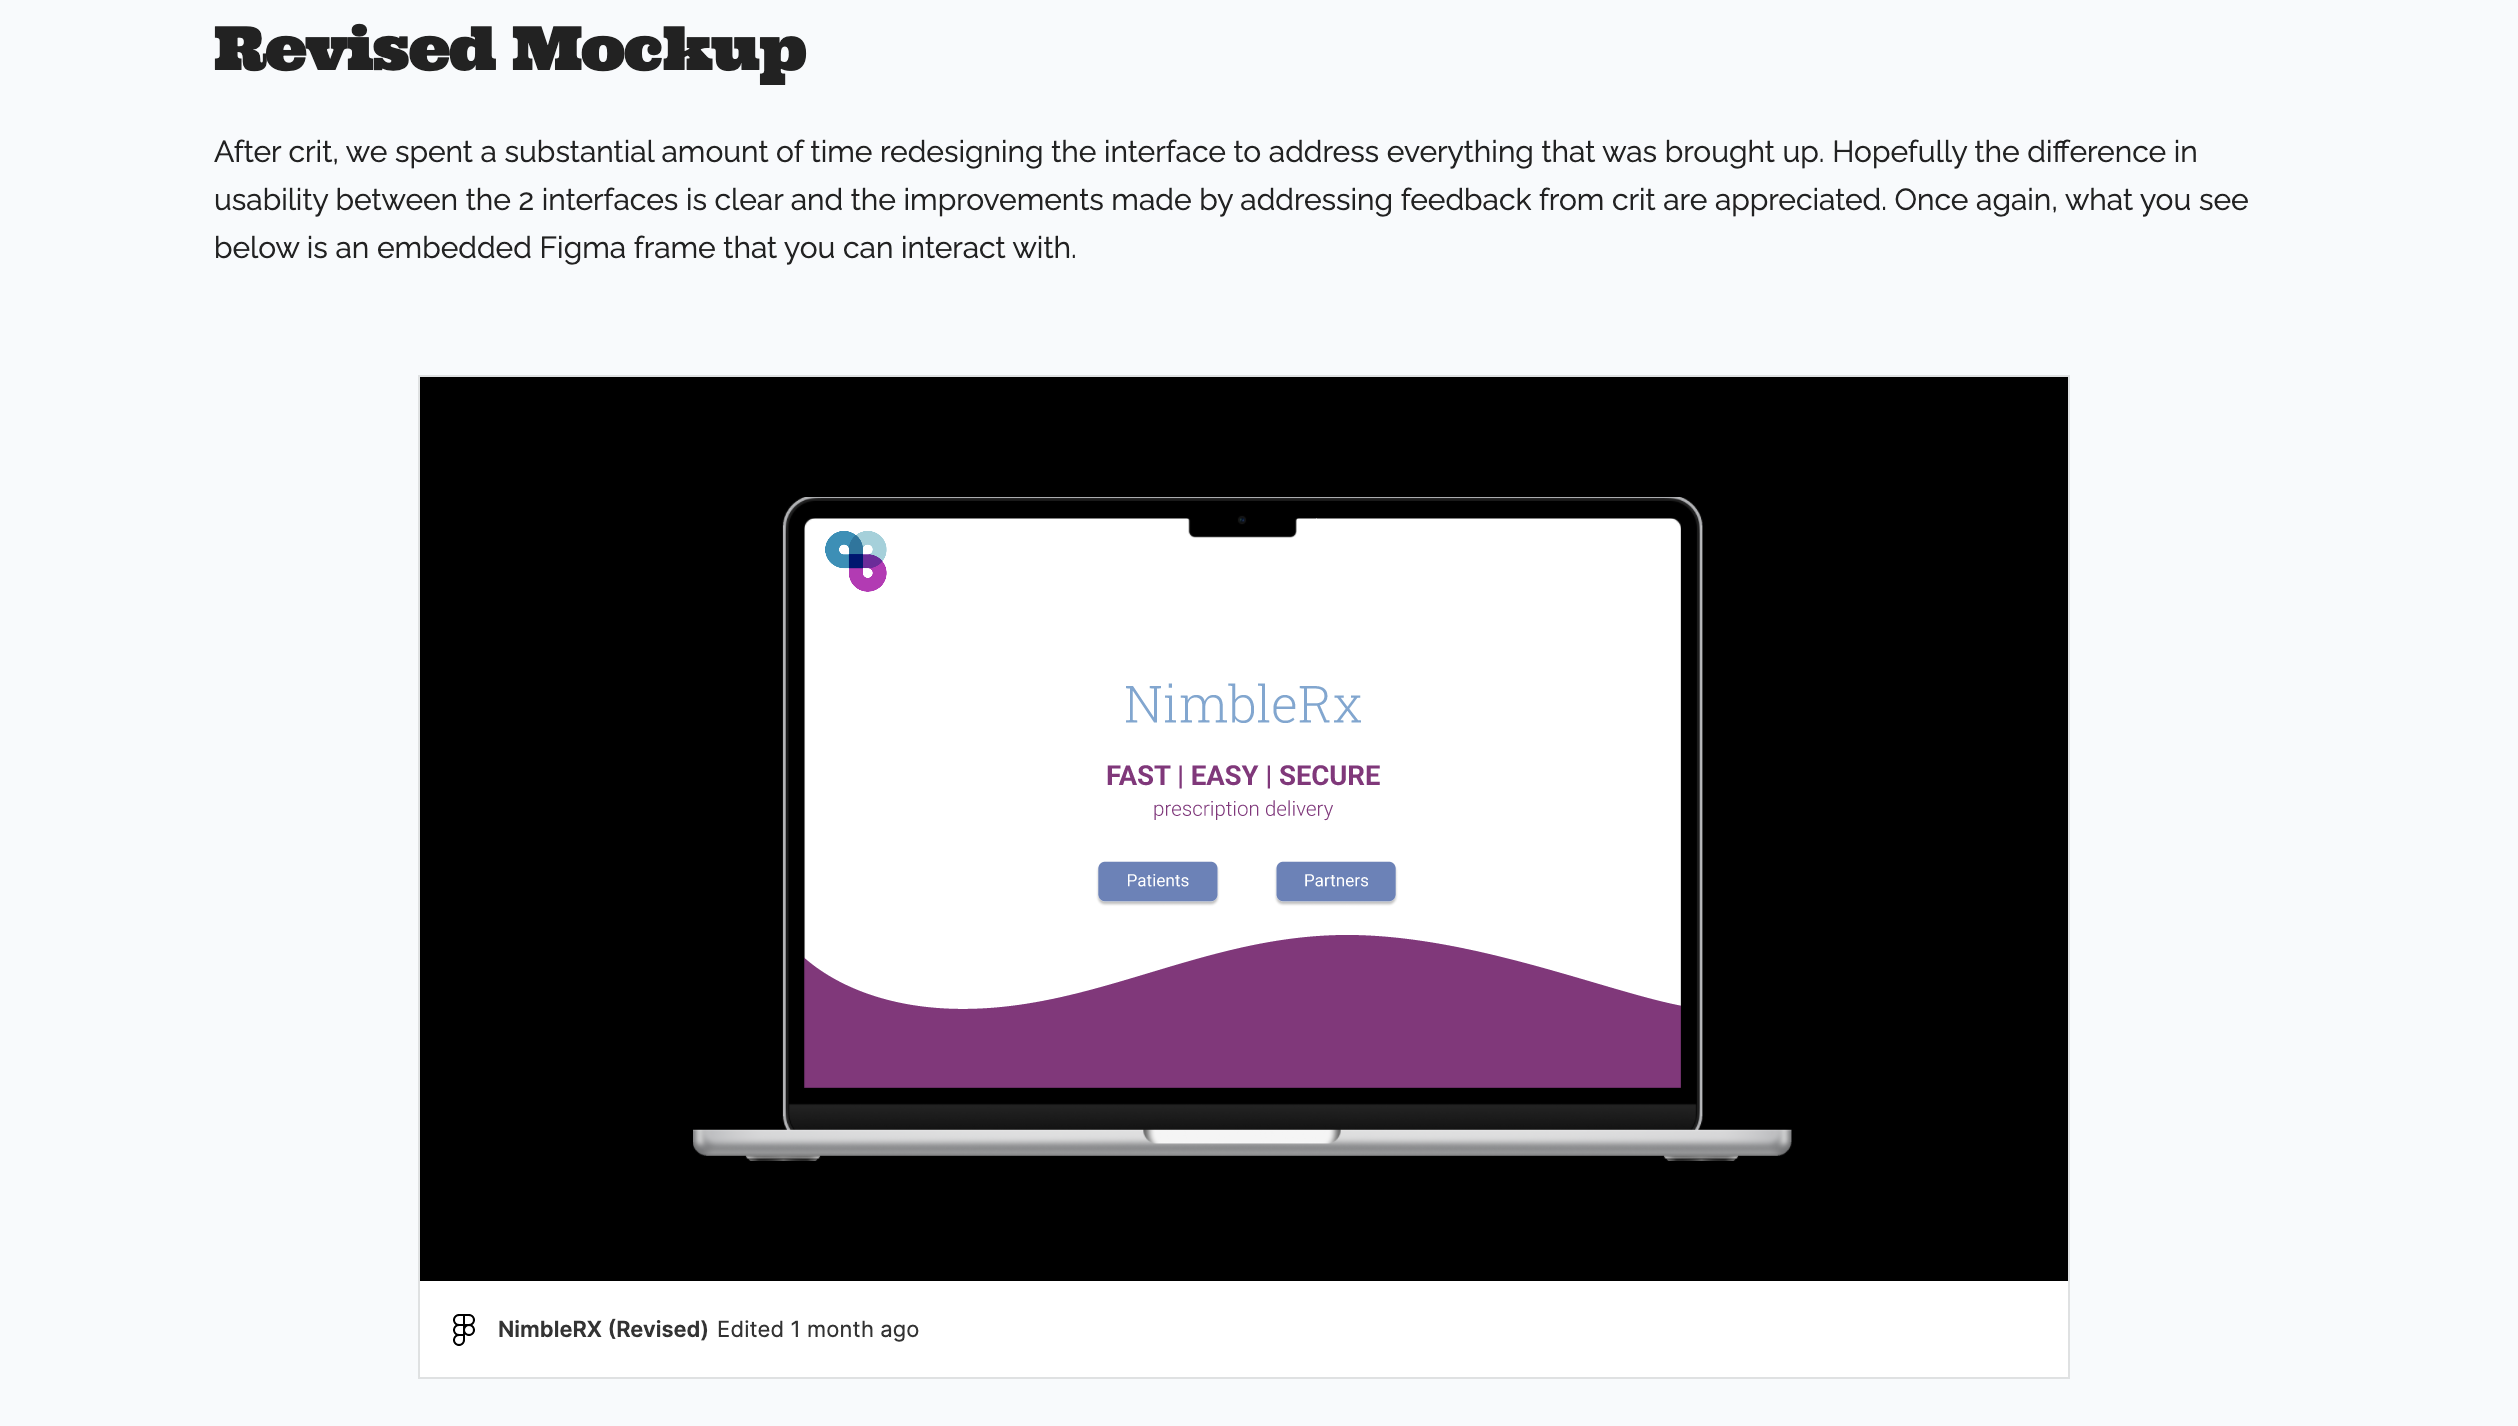 Revised Mockup
After crit, we spent a substantial amount of time redesigning the interface to address everything that was brought up. Hopefully the difference in
usability between the 2 interfaces is clear and the improvements made by addressing feedback from crit are appreciated. Once again, what you see
below is an embedded Figma frame that you can interact with.
NimbleRx
FAST | EASY | SECURE
prescription delivery
Patients Partners
NimbleRX (Revised) Edited 1 month ago